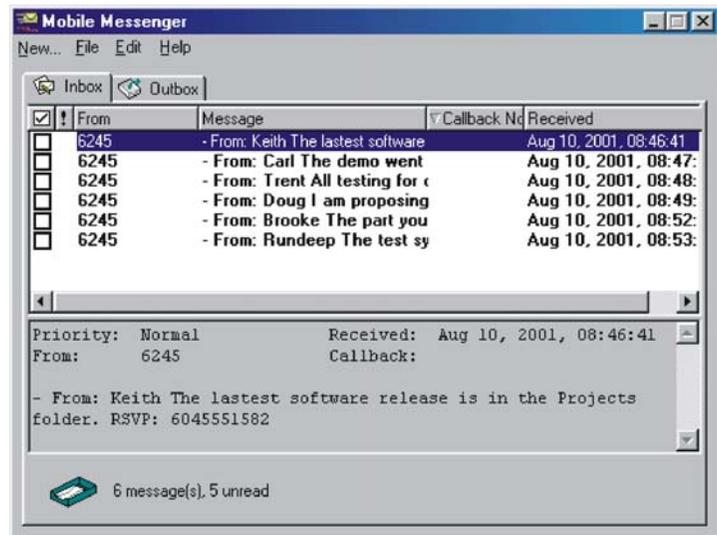 Mobile Messenger
New... File Edit Help
Inbox Outbox
! From Message Callback No Received
6245 - From: Keith The lastest software Aug 10, 2001, 08:46:41
6245 - From: Carl The demo went Aug 10, 2001, 08:47:
6245 - From: Trent All testing for c Aug 10, 2001, 08:48:
6245 - From: Doug I am proposing Aug 10, 2001, 08:49:
6245 - From: Brooke The part you Aug 10, 2001, 08:52:
6245 - From: Rundeep The test sy Aug 10, 2001, 08:53:
Priority: Normal Received: Aug 10, 2001, 08:46:41
From: 6245 Callback:
- From: Keith The lastest software release is in the Projects
folder. RSVP: 6045551582
6 message(s), 5 unread